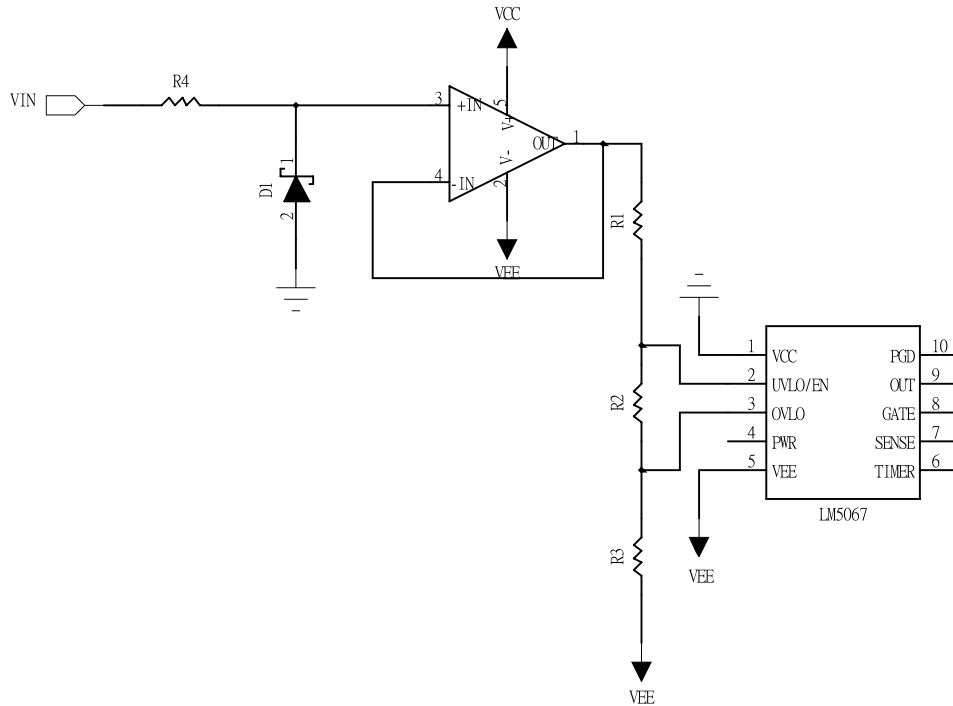 VCC
R4
VIN
3
+IN
5
V+
OUT
1
1
D1
2
4
-IN
V-
2
VEE
R1
1
VCC
PGD
10
2
UVLO/EN
OUT
9
R2
3
OVLO
GATE
8
4
PWR
SENSE
7
5
VEE
TIMER
6
LM5067
R3
VEE
VEE